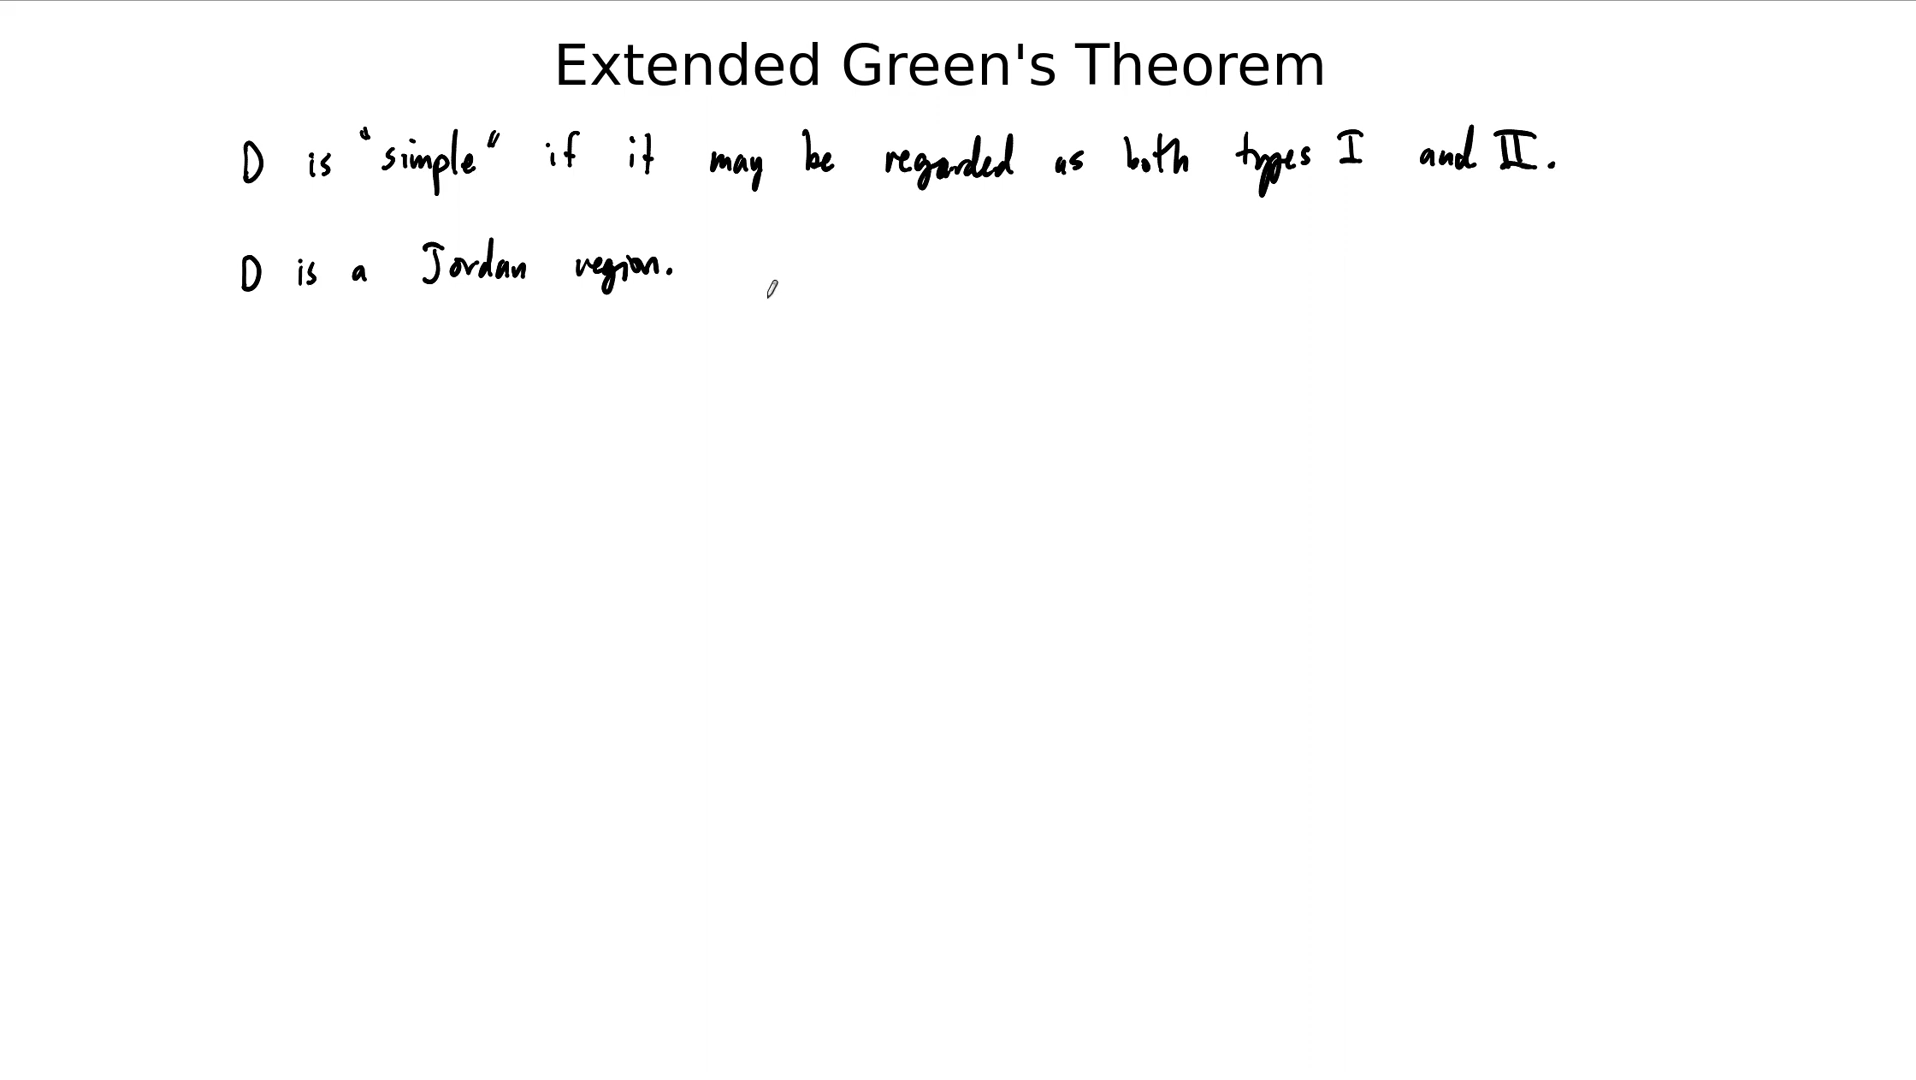 Extended Green's Theorem
D is "simple" if it may be regarded as both types I and II.
D is a Jordan region.